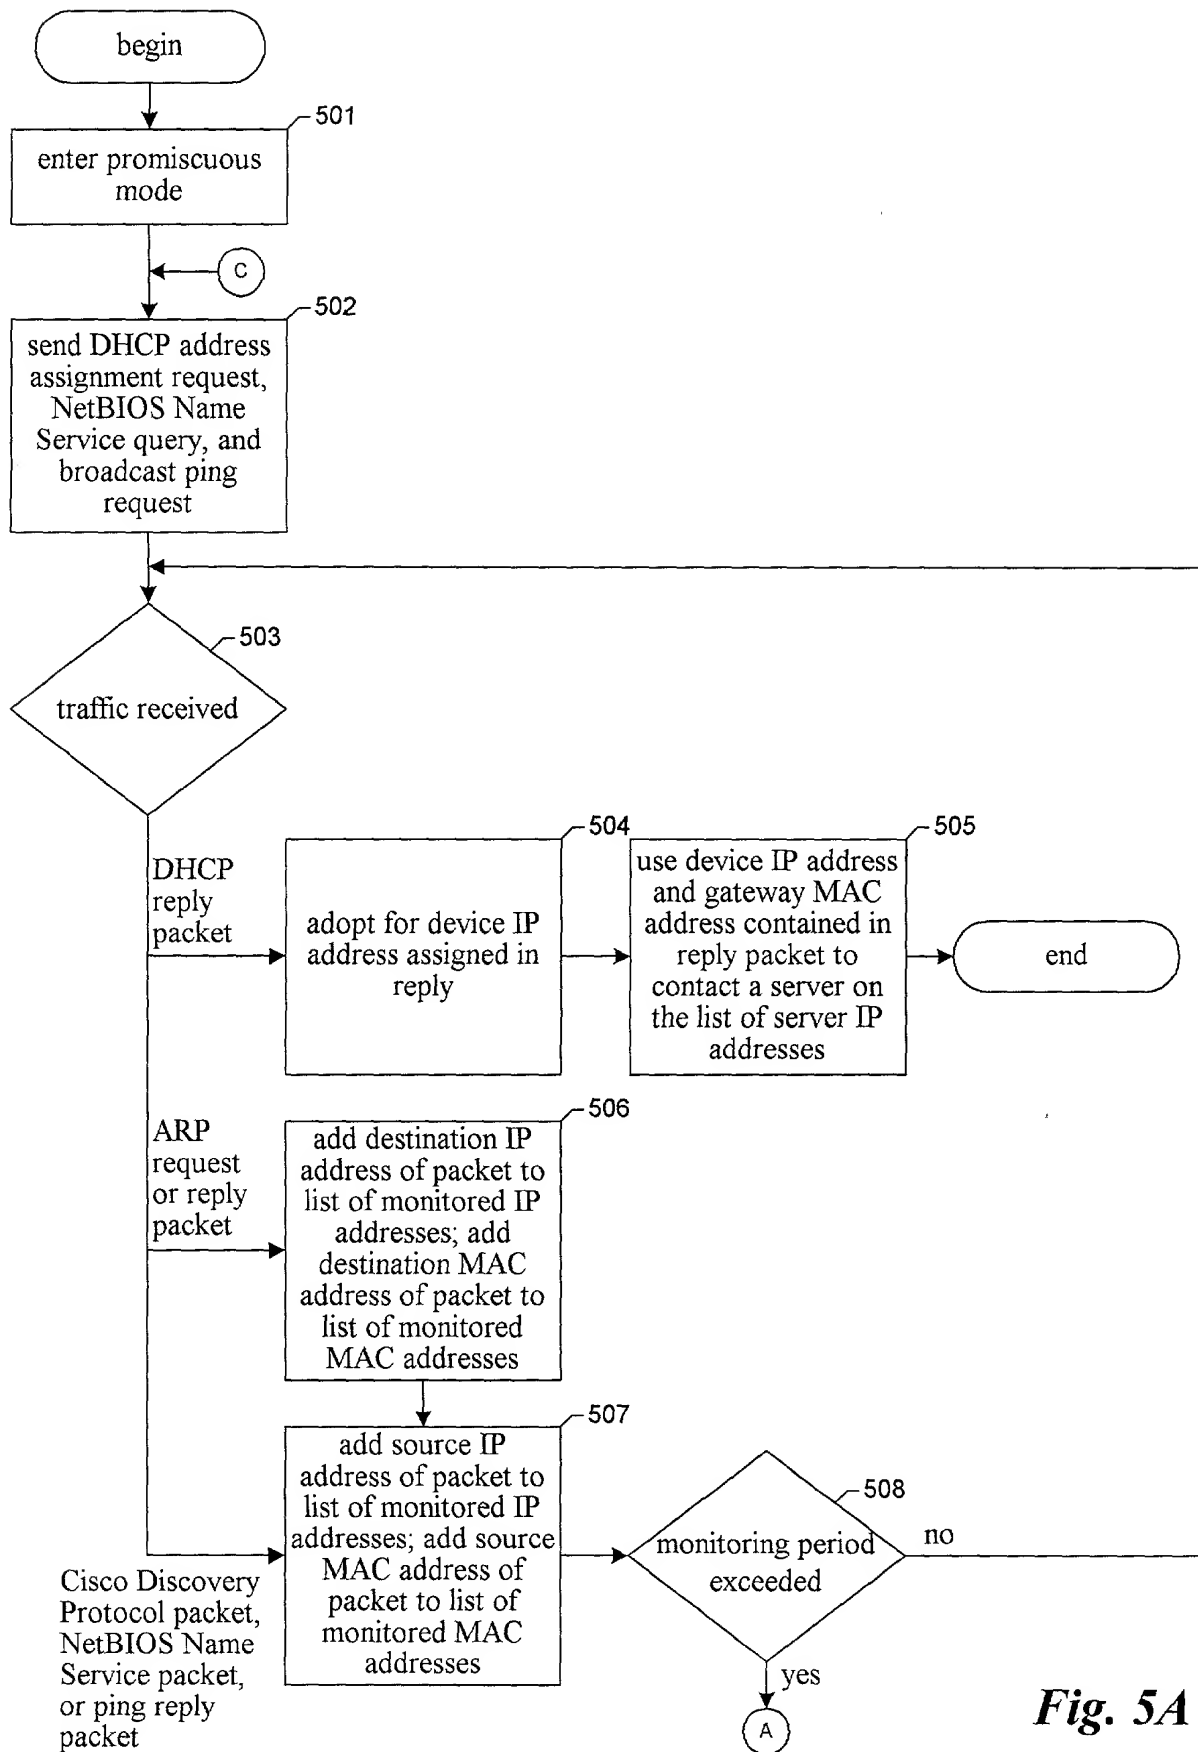 begin
501
enter promiscuous
mode
C
502
send DHCP address
assignment request,
NetBIOS Name
Service query, and
broadcast ping
request
503
traffic received
DHCP
reply
packet
504
adopt for device IP
address assigned in
reply
505
use device IP address
and gateway MAC
address contained in
reply packet to
contact a server on
the list of server IP
addresses
end
ARP
request
or reply
packet
506
add destination IP
address of packet to
list of monitored IP
addresses; add
destination MAC
address of packet to
list of monitored
MAC addresses
507
add source IP
address of packet to
list of monitored IP
addresses; add source
MAC address of
packet to list of
monitored MAC
addresses
508
monitoring period
exceeded
no
Cisco Discovery
Protocol packet,
NetBIOS Name
Service packet,
or ping reply
packet
yes
A
Fig. 5A